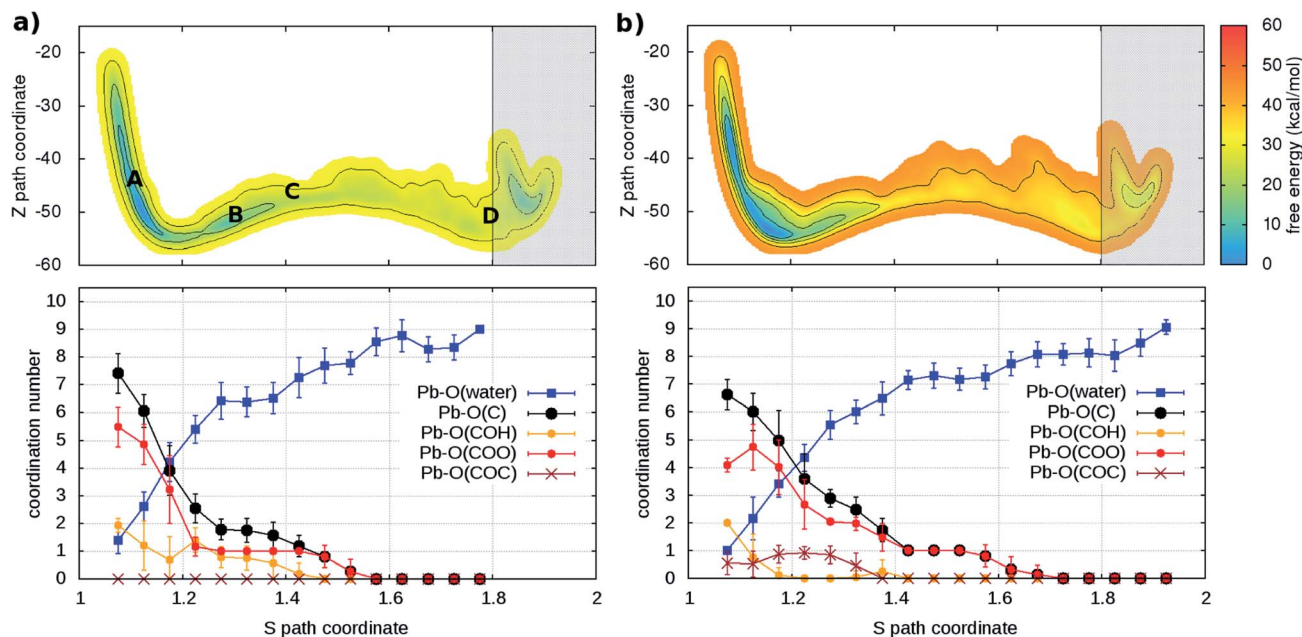 a)
-20
-30
-40
-50
-60
Z path coordinate
A
B
C
D
b)
-20
-30
-40
-50
-60
Z path coordinate
60
50
40
30
20
10
0
free energy (kcal/mol)
10
9
8
7
6
5
4
3
2
1
0
coordination number
Pb-O(water)
Pb-O(C)
Pb-O(COH)
Pb-O(COO)
Pb-O(COC)
1 1.2 1.4 1.6 1.8 2
S path coordinate
10
9
8
7
6
5
4
3
2
1
0
coordination number
Pb-O(water)
Pb-O(C)
Pb-O(COH)
Pb-O(COO)
Pb-O(COC)
1 1.2 1.4 1.6 1.8 2
S path coordinate